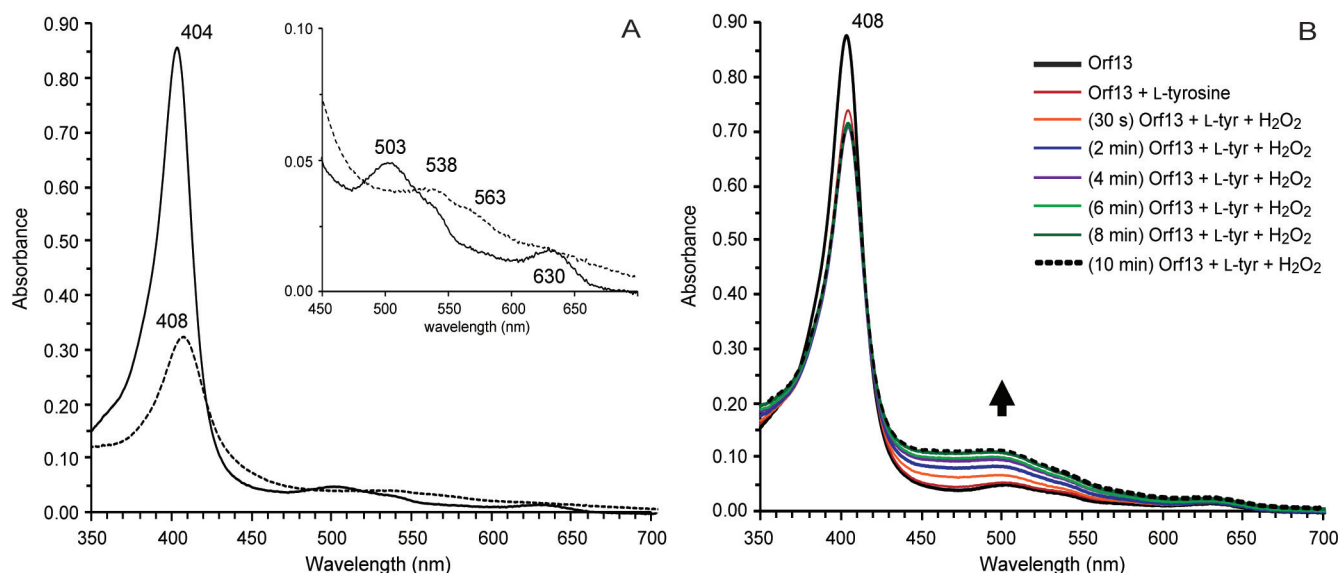 A
0.90
0.80
0.70
0.60
0.50
0.40
0.30
0.20
0.10
0.00
Absorbance
404
408
350 400 450 500 550 600 650 700
Wavelength (nm)
0.10
0.05
0.00
503
538
563
630
450 500 550 600 650
wavelength (nm)
B
0.90
0.80
0.70
0.60
0.50
0.40
0.30
0.20
0.10
0.00
Absorbance
408
Orf13
Orf13 + L-tyrosine
(30 s) Orf13 + L-tyr + H₂O₂
(2 min) Orf13 + L-tyr + H₂O₂
(4 min) Orf13 + L-tyr + H₂O₂
(6 min) Orf13 + L-tyr + H₂O₂
(8 min) Orf13 + L-tyr + H₂O₂
(10 min) Orf13 + L-tyr + H₂O₂
350 400 450 500 550 600 650 700
Wavelength (nm)